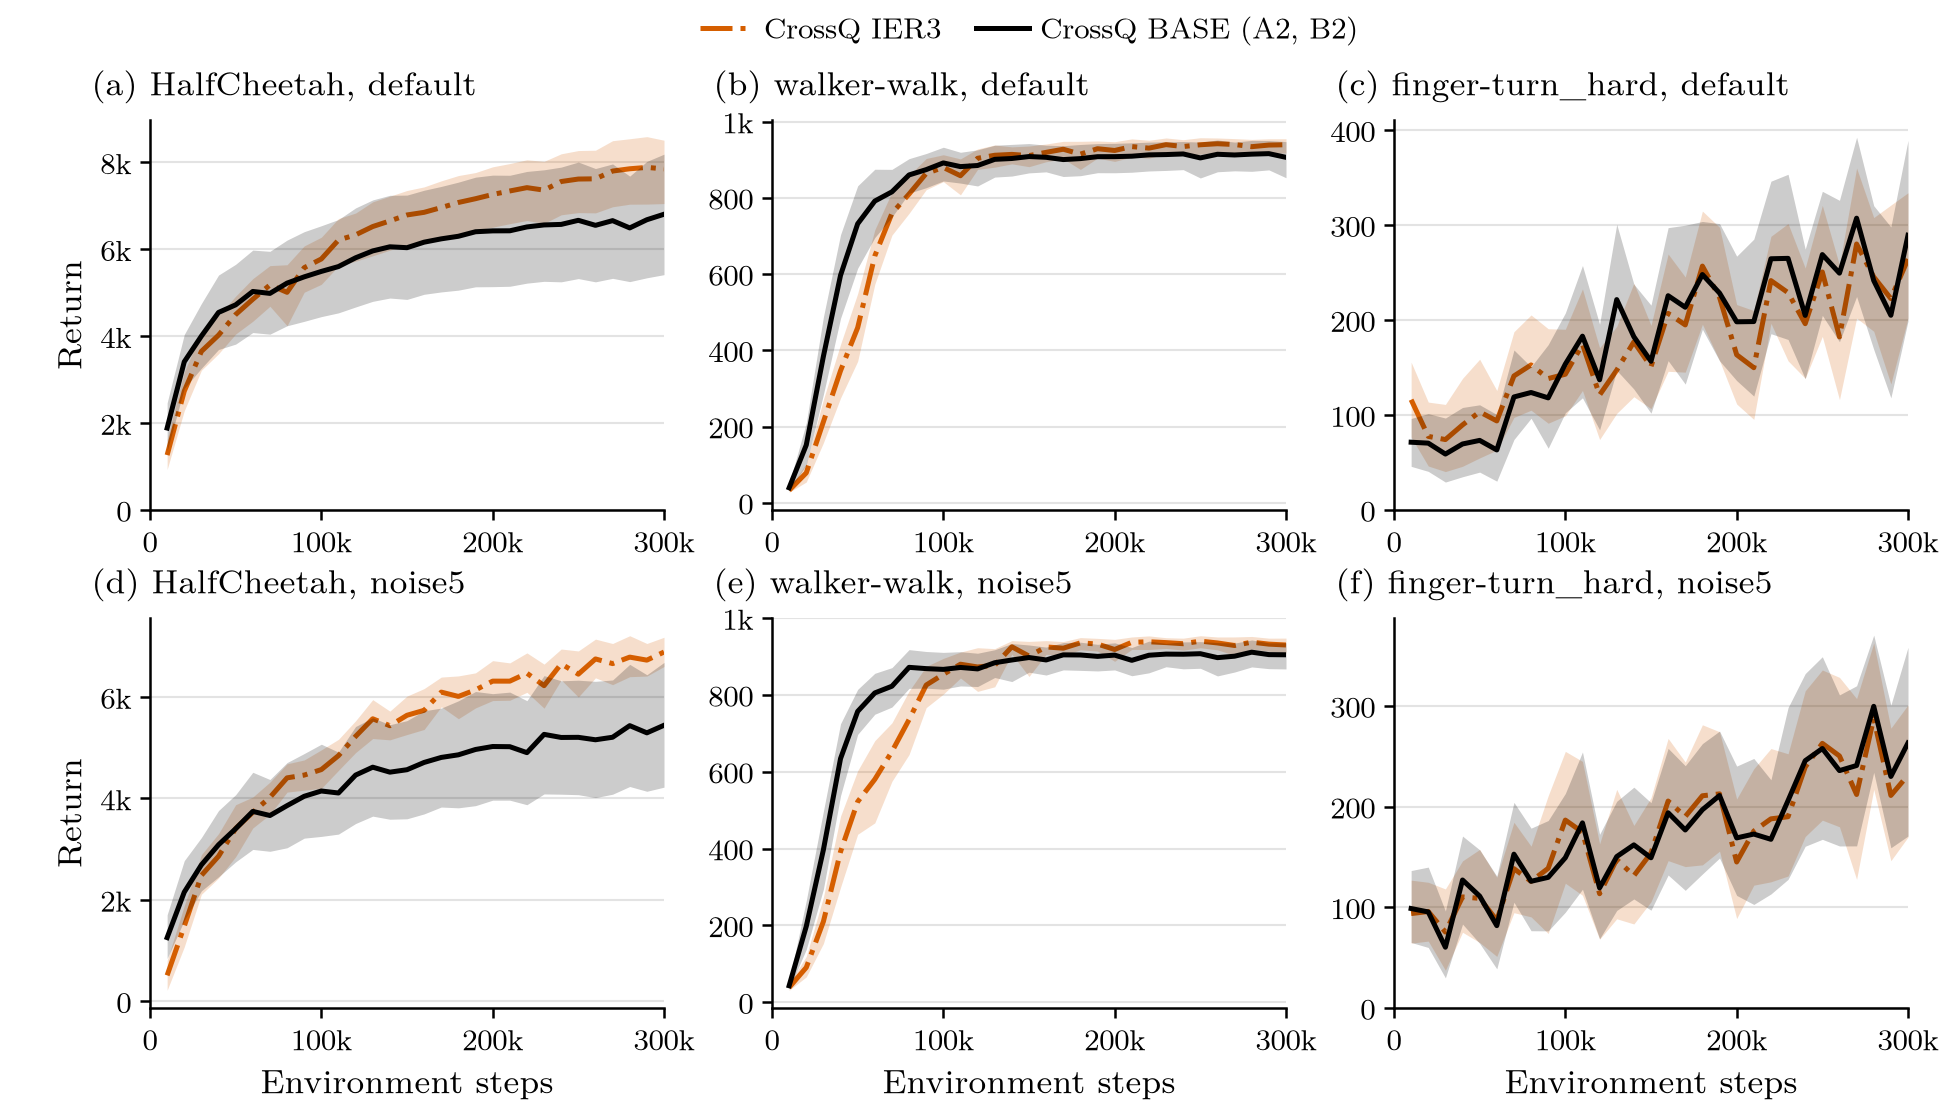 CrossQ IER3 CrossQ BASE (A2, B2)
(a) HalfCheetah, default
(b) walker-walk, default
(c) finger-turn_hard, default
Return
8k
6k
4k
2k
0
0 100k 200k 300k
1k
800
600
400
200
0
0 100k 200k 300k
400
300
200
100
0
0 100k 200k 300k
(d) HalfCheetah, noise5
(e) walker-walk, noise5
(f) finger-turn_hard, noise5
Return
6k
4k
2k
0
0 100k 200k 300k
Environment steps
1k
800
600
400
200
0
0 100k 200k 300k
Environment steps
300
200
100
0
0 100k 200k 300k
Environment steps